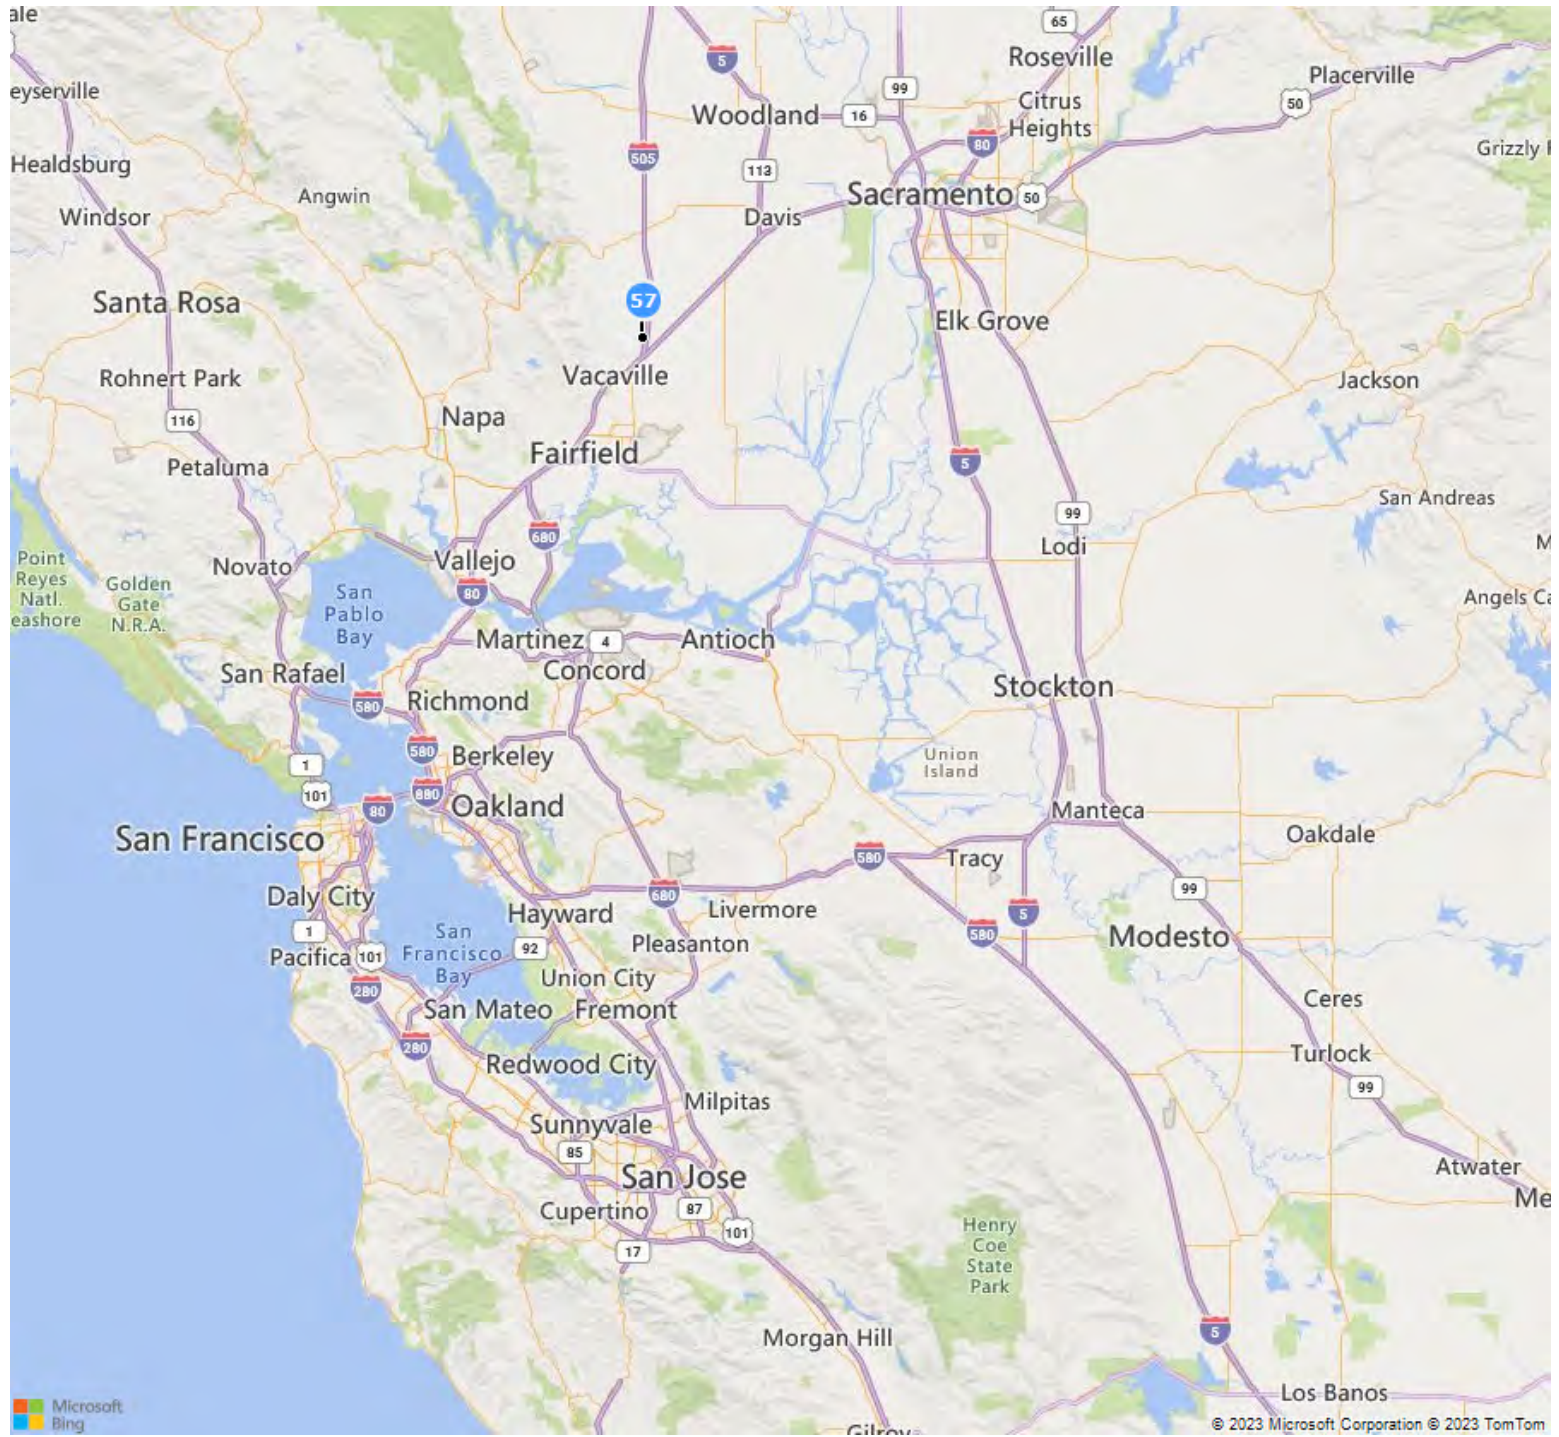 ale
65
5
Roseville
Placerville
eyserville
99
Citrus
Heights
50
Woodland
16
80
505
Grizzly
Healdsburg
113
Angwin
Sacramento
50
Windsor
Davis
57
Santa Rosa
Elk Grove
Vacaville
Rohnert Park
Jackson
116
Napa
Fairfield
5
Petaluma
San Andreas
99
680
Lodi
M
Point
Reyes
Natl.
eashore
Novato
Golden
Gate
N.R.A.
San
Pablo
Bay
Vallejo
80
Angels Ca
Martinez
4
Antioch
Concord
San Rafael
Stockton
580
Richmond
580
Berkeley
Union
Island
1
101
880
80
Oakland
Manteca
San Francisco
Oakdale
580
Tracy
680
99
Daly City
Hayward
Livermore
5
1
San
Francisco
Bay
92
Pleasanton
580
Modesto
Pacifica
101
280
Union City
San Mateo
Fremont
Ceres
280
Redwood City
Turlock
99
Milpitas
Sunnyvale
85
San Jose
Atwater
Me
Cupertino
87
101
17
Henry
Coe
State
Park
Morgan Hill
5
Los Banos
Microsoft
Bing
Gilroy
© 2023 Microsoft Corporation © 2023 TomTom